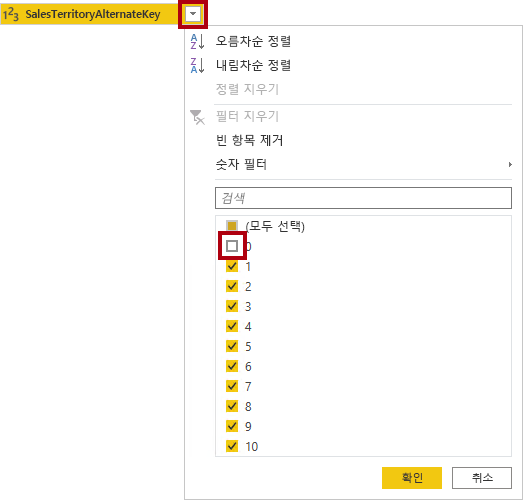 123 SalesTerritoryAlternateKey
오름차순 정렬
내림차순 정렬
정렬 지우기
필터 지우기
빈 항목 제거
숫자 필터
검색
(모두 선택)
0
1
2
3
4
5
6
7
8
9
10
확인 취소